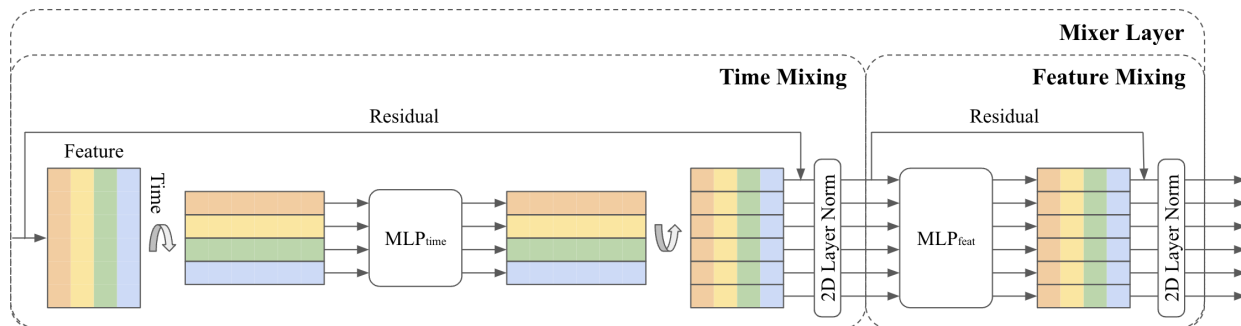 Mixer Layer
Time Mixing
Feature Mixing
Residual
Residual
Feature
Time
MLPtime
2D Layer Norm
MLPfeat
2D Layer Norm